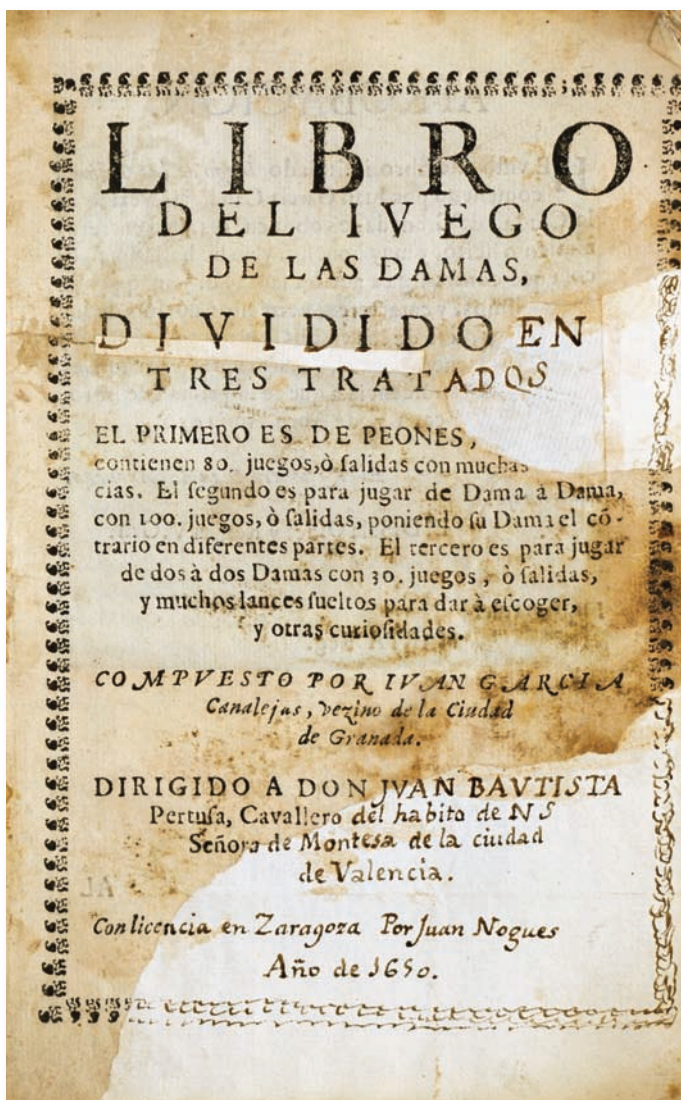 LIBRO
DEL IVEGO
DE LAS DAMAS,
DIVIDIDO EN
TRES TRATADOS
EL PRIMERO ES DE PEONES,
contienen 80. juegos, ò ſalidas con muchas
cias. El ſegundo es para jugar de Dama à Dama,
con 100. juegos, ò ſalidas, poniendo ſu Dama el cõ-
trario en diferentes partes. El tercero es para jugar
de dos à dos Damas con 30. juegos, ò ſalidas,
y muchos lances ſueltos para dar à eſcoger,
y otras curioſidades.
COMPVESTO POR IVAN GARCIA
Canalejas, vezino de la Ciudad
de Granada.
DIRIGIDO A DON JVAN BAVTISTA
Pertuſa, Cavallero del habito de NS
Señora de Montesa de la ciudad
de Valencia.
Con licencia en Zaragoza Por Juan Nogues
Año de 1650.